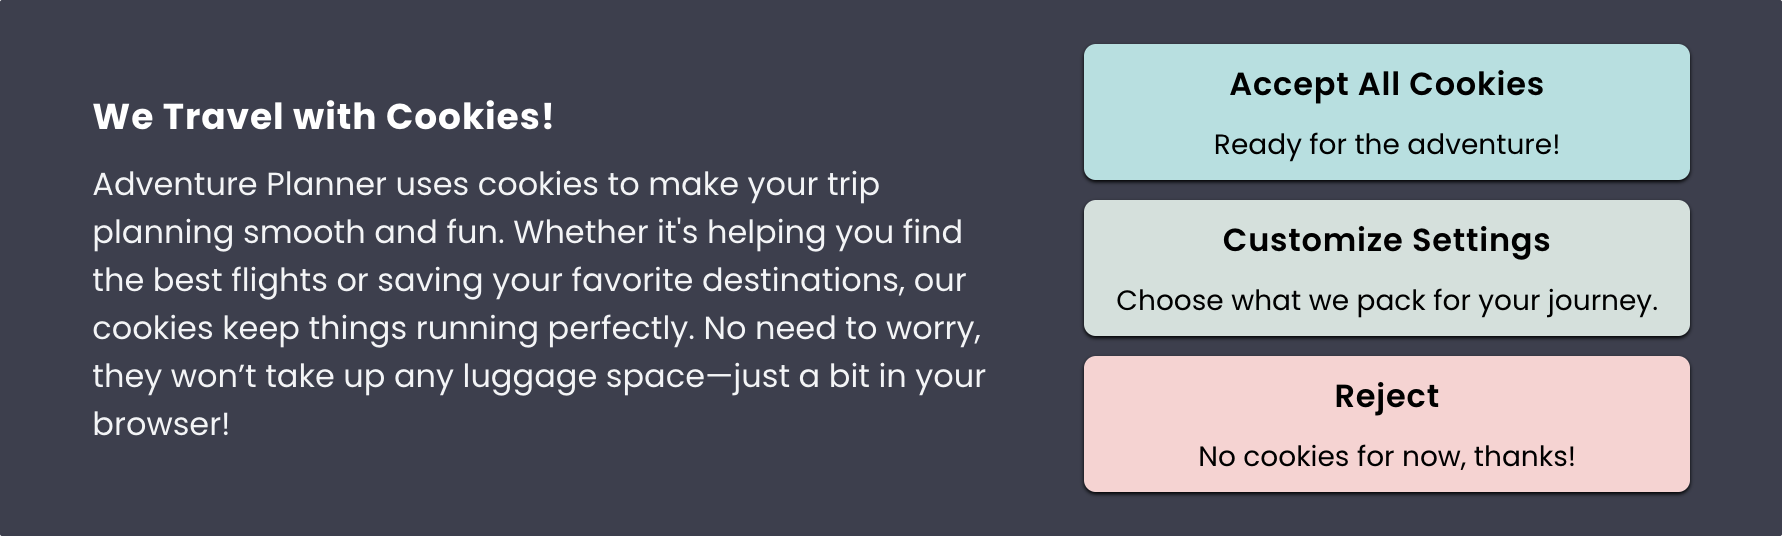 We Travel with Cookies!
Adventure Planner uses cookies to make your trip
planning smooth and fun. Whether it's helping you find
the best flights or saving your favorite destinations, our
cookies keep things running perfectly. No need to worry,
they won’t take up any luggage space—just a bit in your
browser!
Accept All Cookies
Ready for the adventure!
Customize Settings
Choose what we pack for your journey.
Reject
No cookies for now, thanks!